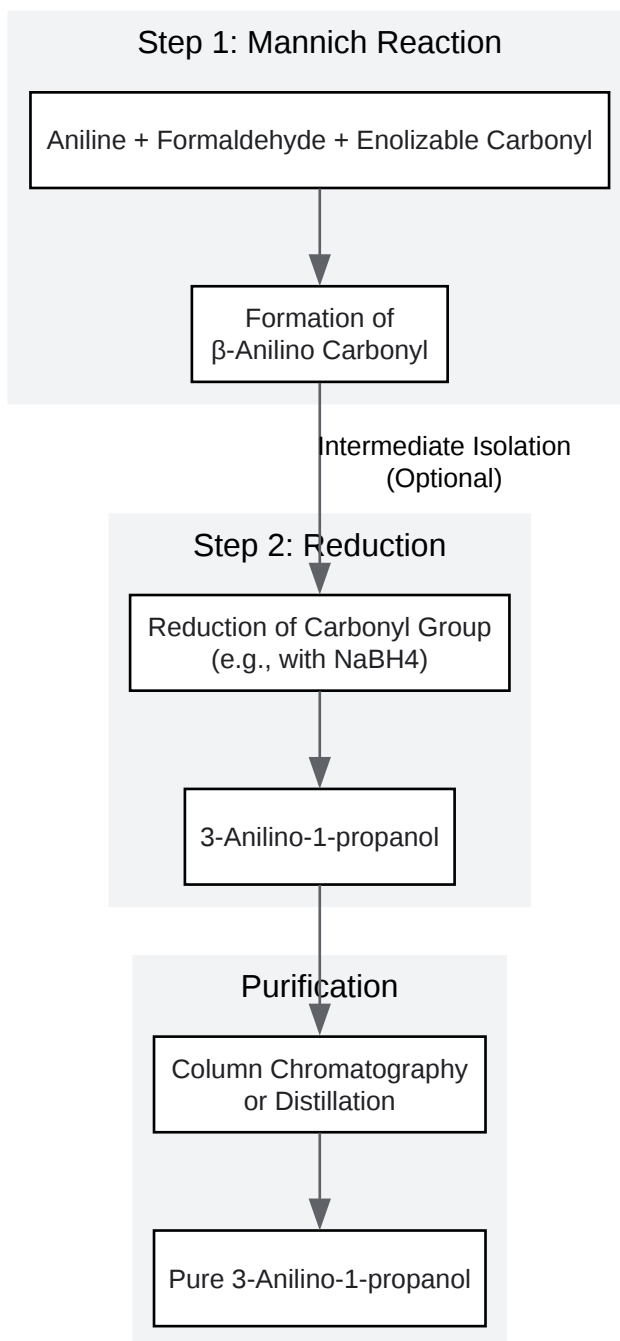 Step 1: Mannich Reaction
Aniline + Formaldehyde + Enolizable Carbonyl
Formation of
β-Anilino Carbonyl
Intermediate Isolation
(Optional)
Step 2: Reduction
Reduction of Carbonyl Group
(e.g., with NaBH4)
3-Anilino-1-propanol
Purification
Column Chromatography
or Distillation
Pure 3-Anilino-1-propanol